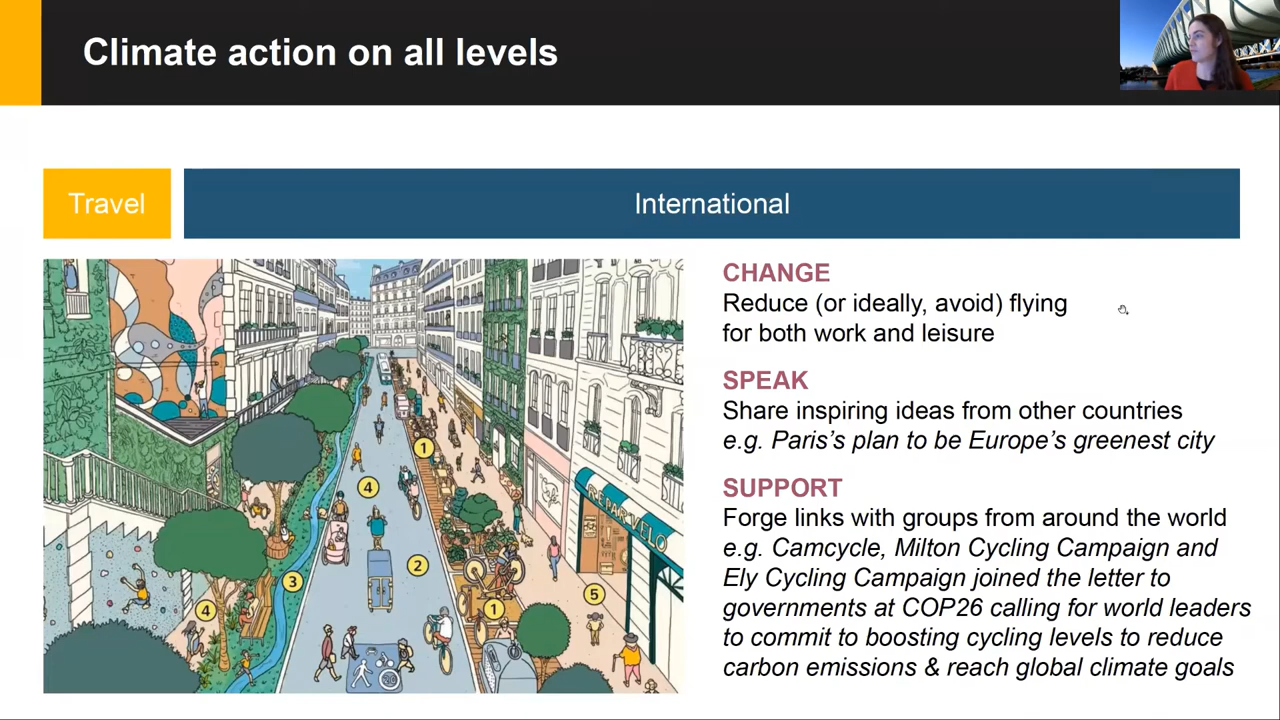 Climate action on all levels
Travel
International
CHANGE
Reduce (or ideally, avoid) flying
for both work and leisure
SPEAK
Share inspiring ideas from other countries
e.g. Paris's plan to be Europe's greenest city
SUPPORT
Forge links with groups from around the world
e.g. Camcycle, Milton Cycling Campaign and
Ely Cycling Campaign joined the letter to
governments at COP26 calling for world leaders
to commit to boosting cycling levels to reduce
carbon emissions & reach global climate goals
1
4
2
3
1
5
4
REPAR'VELO